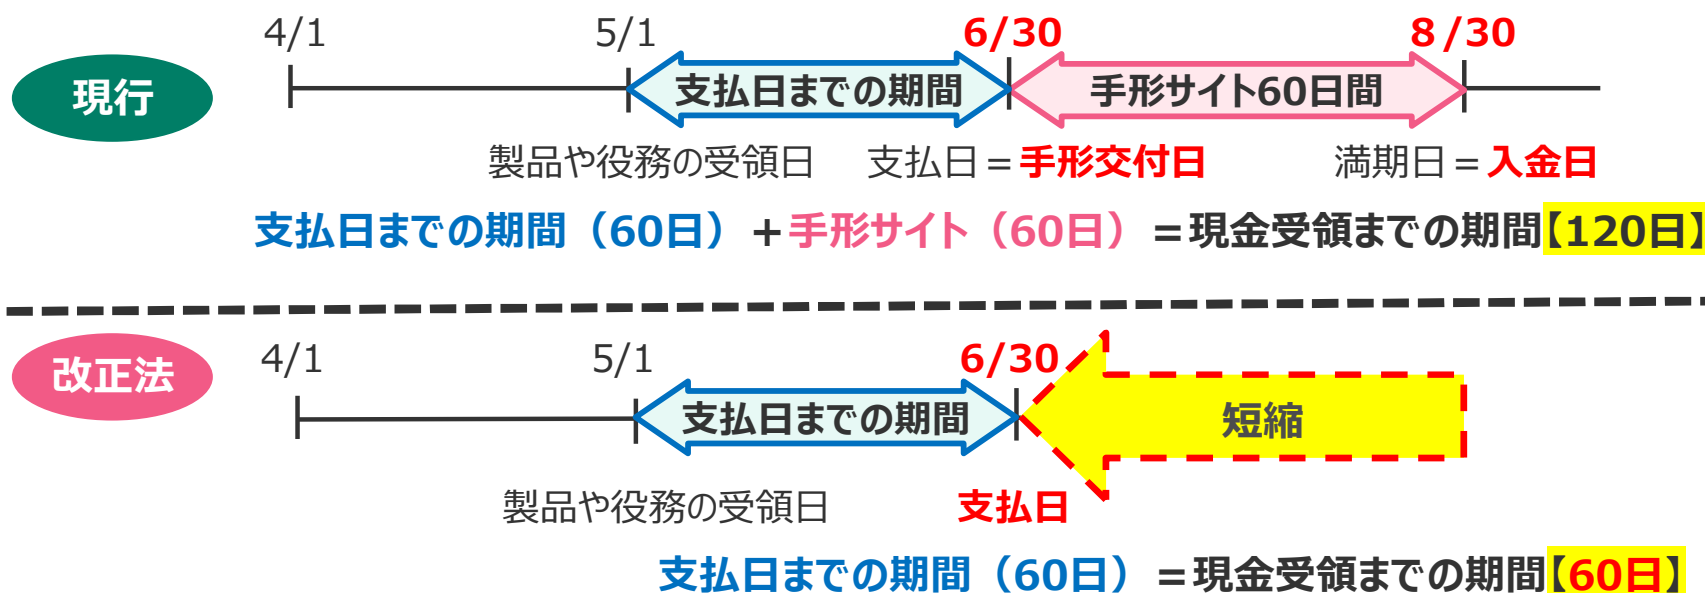 4/1 5/1 6/30 8/30
現行
支払日までの期間 手形サイト60日間
製品や役務の受領日 支払日=手形交付日 満期日=入金日
支払日までの期間（60日）+手形サイト（60日）=現金受領までの期間【120日】
4/1 5/1 6/30
改正法
支払日までの期間 短縮
製品や役務の受領日 支払日
支払日までの期間（60日）=現金受領までの期間【60日】